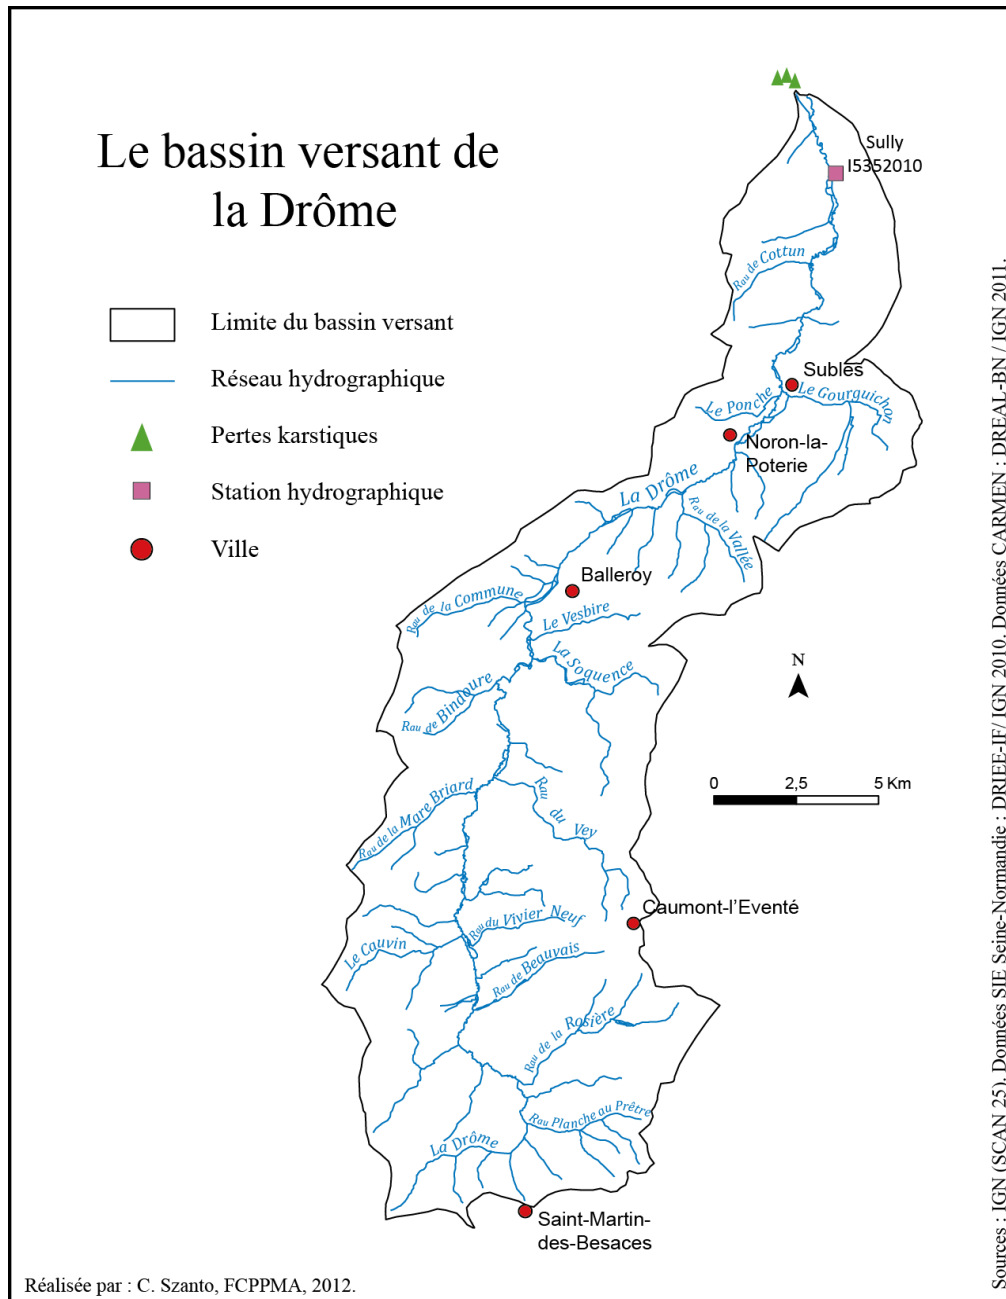 Le bassin versant de
la Drôme
Limite du bassin versant
Réseau hydrographique
Pertes karstiques
Station hydrographique
Ville
Sully
I5352010
Rau de Cottun
Subles
Le Ponche
Le Gourguichon
Noron-la-
Poterie
La Drôme
Rau de la Vallée
Balleroy
Rau de la Commune
Le Vesbire
La Soquence
Rau de Bindoure
N
0 2,5 5 Km
Rau de la Mare Briard
Rau du Vey
Caumont-l'Eventé
Rau du Vivier Neuf
Le Cauvin
Rau de Beauvais
Rau de la Rosière
Rau Planche au Prêtre
La Drôme
Saint-Martin-
des-Besaces
Réalisée par : C. Szanto, FCPPMA, 2012.
Sources : IGN (SCAN 25), Données SIE Seine-Normandie : DRIEE-IF/ IGN 2010, Données CARMEN : DREAL-BN / IGN 2011.